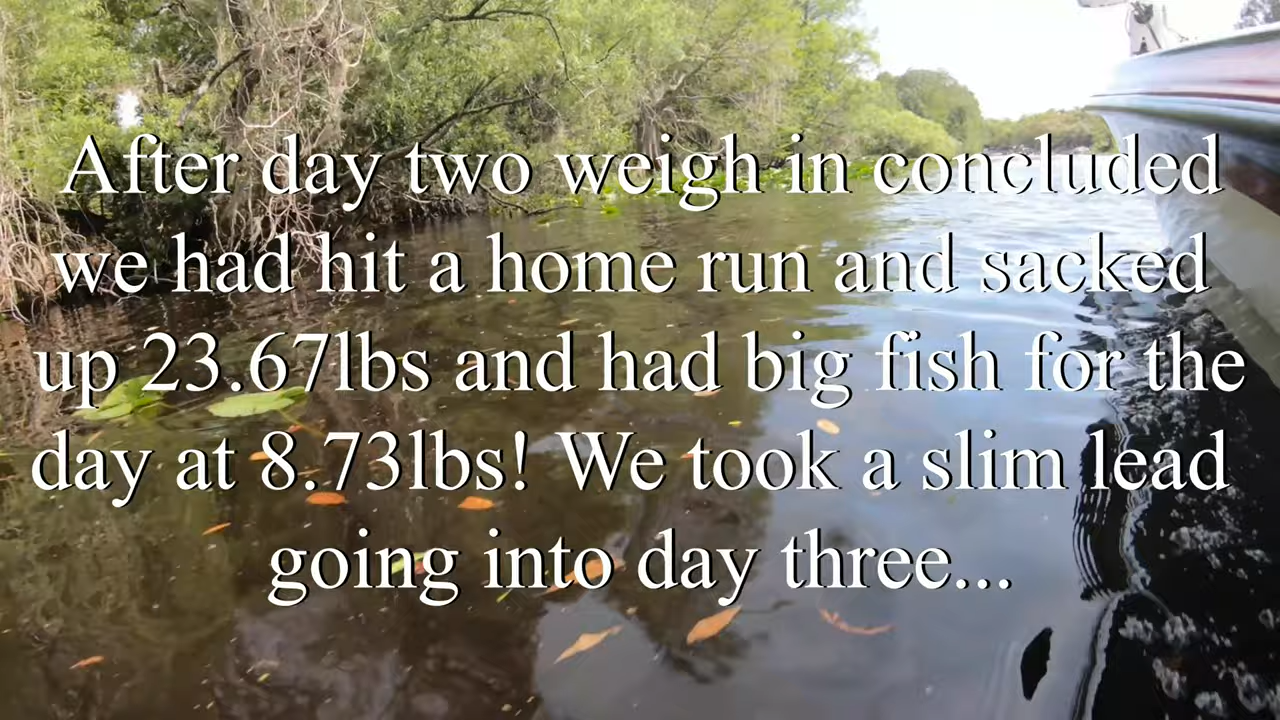 After day two weigh in concluded
we had hit a home run and sacked
up 23.67lbs and had big fish for the
day at 8.73lbs! We took a slim lead
going into day three...